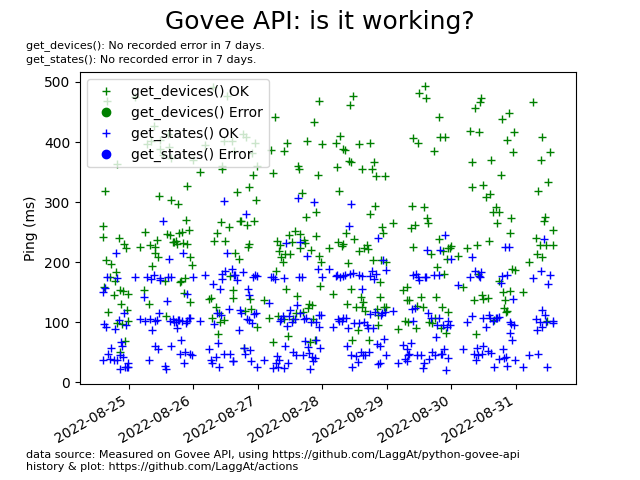 Govee API: is it working?
get_devices(): No recorded error in 7 days.
get_states(): No recorded error in 7 days.
get_devices() OK
get_devices() Error
get_states() OK
get_states() Error
Ping (ms)
500
400
300
200
100
0
2022-08-25
2022-08-26
2022-08-27
2022-08-28
2022-08-29
2022-08-30
2022-08-31
data source: Measured on Govee API, using https://github.com/LaggAt/python-govee-api
history & plot: https://github.com/LaggAt/actions